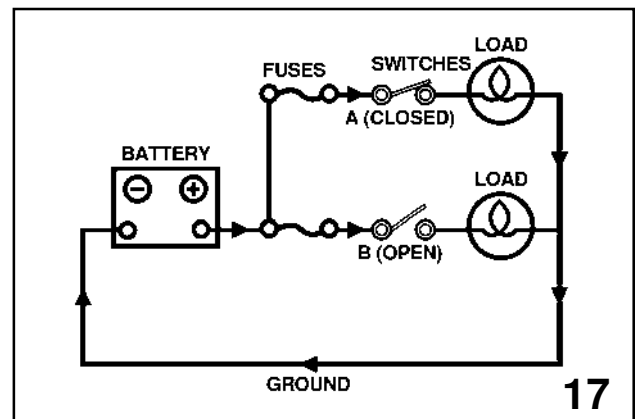 LOAD
SWITCHES
FUSES
A (CLOSED)
BATTERY
− +
LOAD
B (OPEN)
GROUND
17